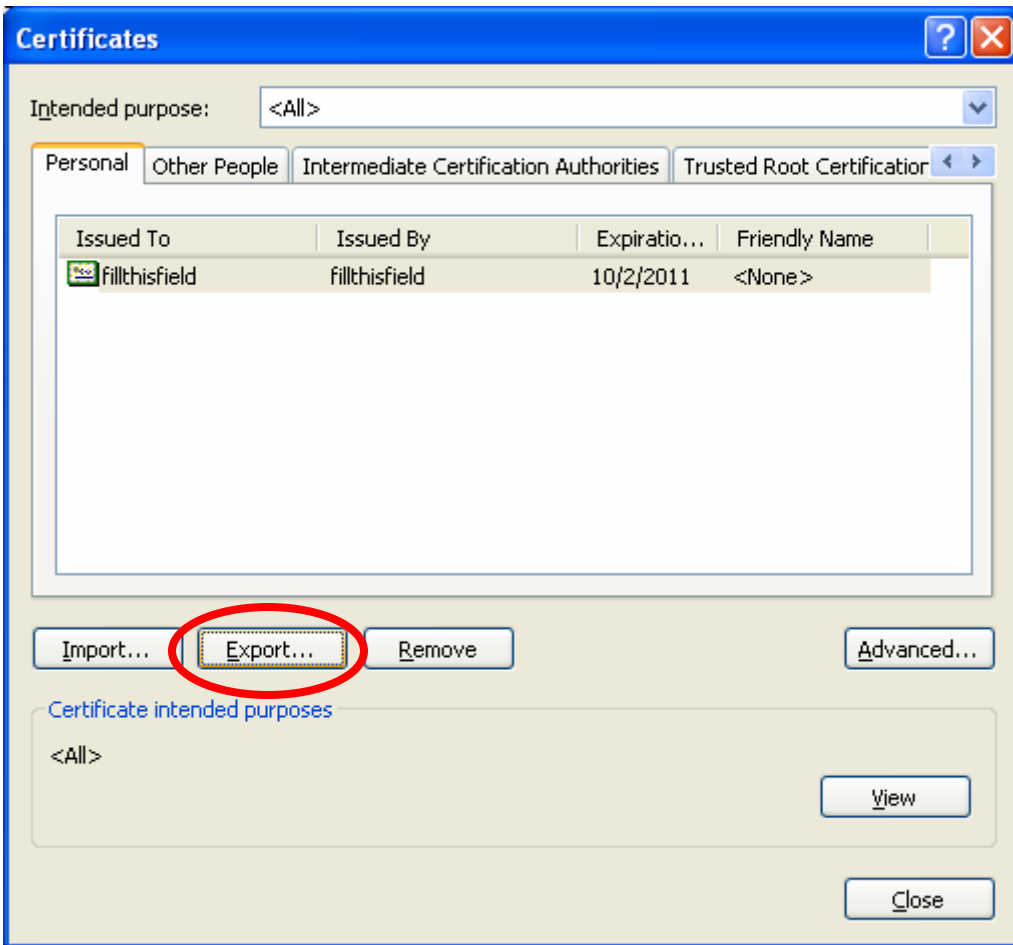 Certificates
Intended purpose: <All>
Personal Other People Intermediate Certification Authorities Trusted Root Certification
Issued To Issued By Expiratio... Friendly Name
fillthisfield fillthisfield 10/2/2011 <None>
Import... Export... Remove Advanced...
Certificate intended purposes
<All>
View
Close